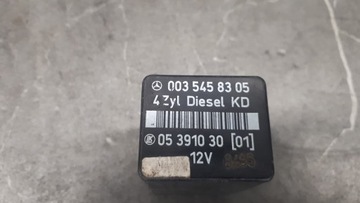 003 545 83 05
4 Zyl Diesel KD
05 3910 30 [01]
12V